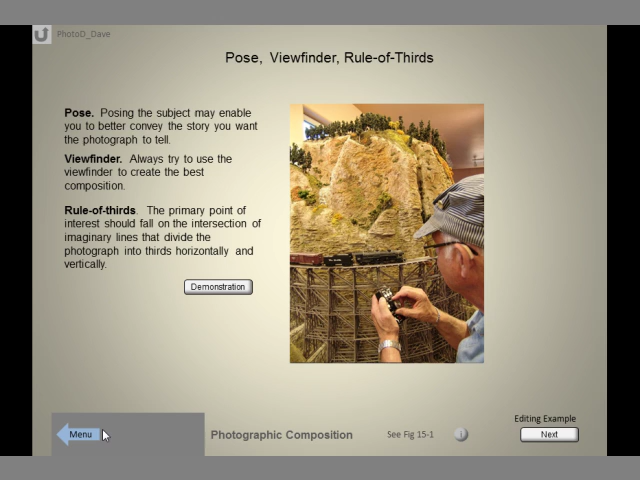 PhotoD_Dave
Pose, Viewfinder, Rule-of-Thirds
Pose. Posing the subject may enable
you to better convey the story you want
the photograph to tell.
Viewfinder. Always try to use the
viewfinder to create the best
composition.
Rule-of-thirds. The primary point of
interest should fall on the intersection of
imaginary lines that divide the
photograph into thirds horizontally and
vertically.
Demonstration
Editing Example
Menu
Photographic Composition
See Fig 15-1
Next